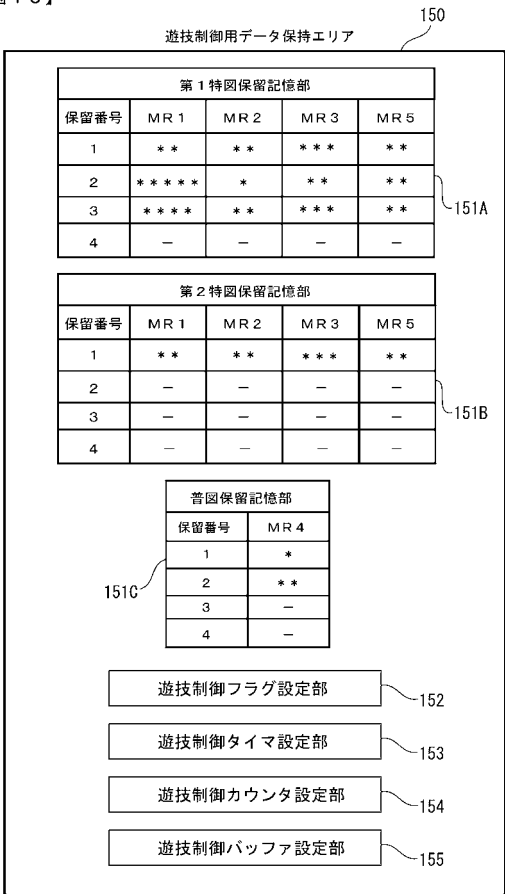 150
遊技制御用データ保持エリア
第1特図保留記憶部
保留番号 MR1 MR2 MR3 MR5
1 ** ** *** **
2 ***** * ** **
3 **** ** *** **
4 － － － －
151A
第2特図保留記憶部
保留番号 MR1 MR2 MR3 MR5
1 ** ** *** **
2 － － － －
3 － － － －
4 － － － －
151B
普図保留記憶部
保留番号 MR4
1 *
2 **
3 －
4 －
151C
遊技制御フラグ設定部 152
遊技制御タイマ設定部 153
遊技制御カウンタ設定部 154
遊技制御バッファ設定部 155